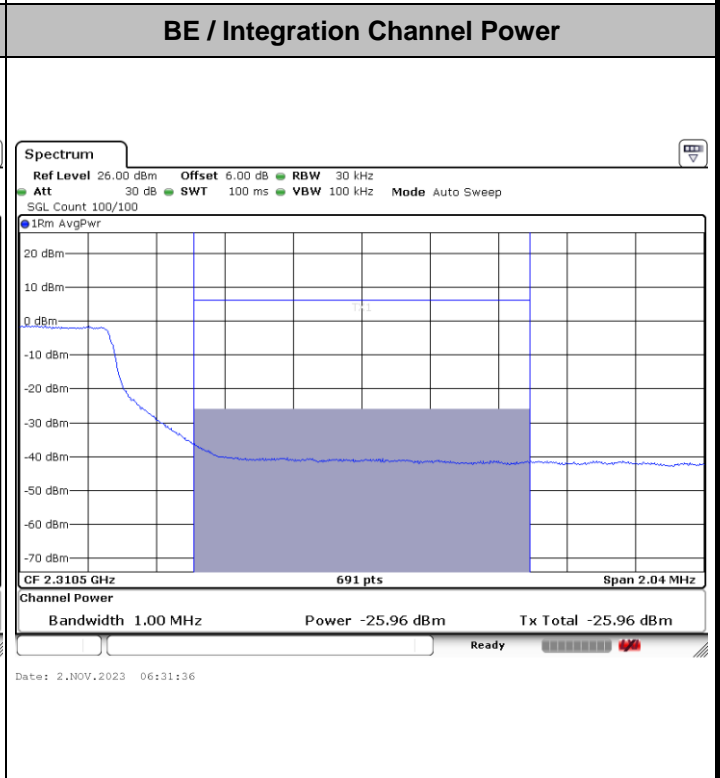 BE / Integration Channel Power
Spectrum
Ref Level 26.00 dBm Offset 6.00 dB RBW 30 kHz
Att 30 dB SWT 100 ms VBW 100 kHz Mode Auto Sweep
SGL Count 100/100
1Rm AvgPwr
20 dBm
10 dBm
TX1
0 dBm
-10 dBm
-20 dBm
-30 dBm
-40 dBm
-50 dBm
-60 dBm
-70 dBm
CF 2.3105 GHz 691 pts Span 2.04 MHz
Channel Power
Bandwidth 1.00 MHz Power -25.96 dBm Tx Total -25.96 dBm
Ready
Date: 2.NOV.2023 06:31:36